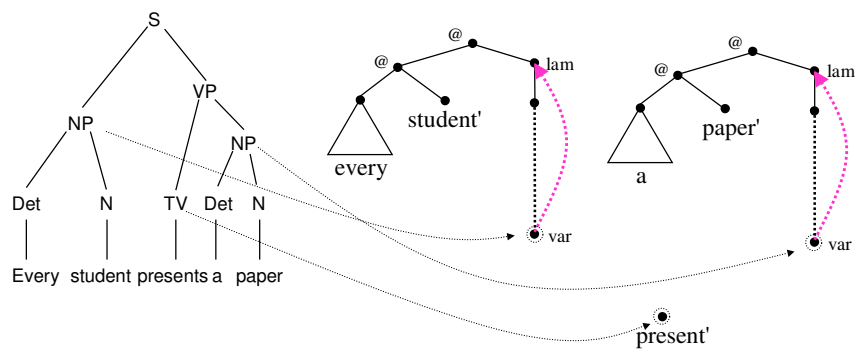 S
NP
VP
NP
Det
N
TV
Det
N
Every student presents a paper
@
@
lam
student'
every
var
@
@
lam
paper'
a
var
present'